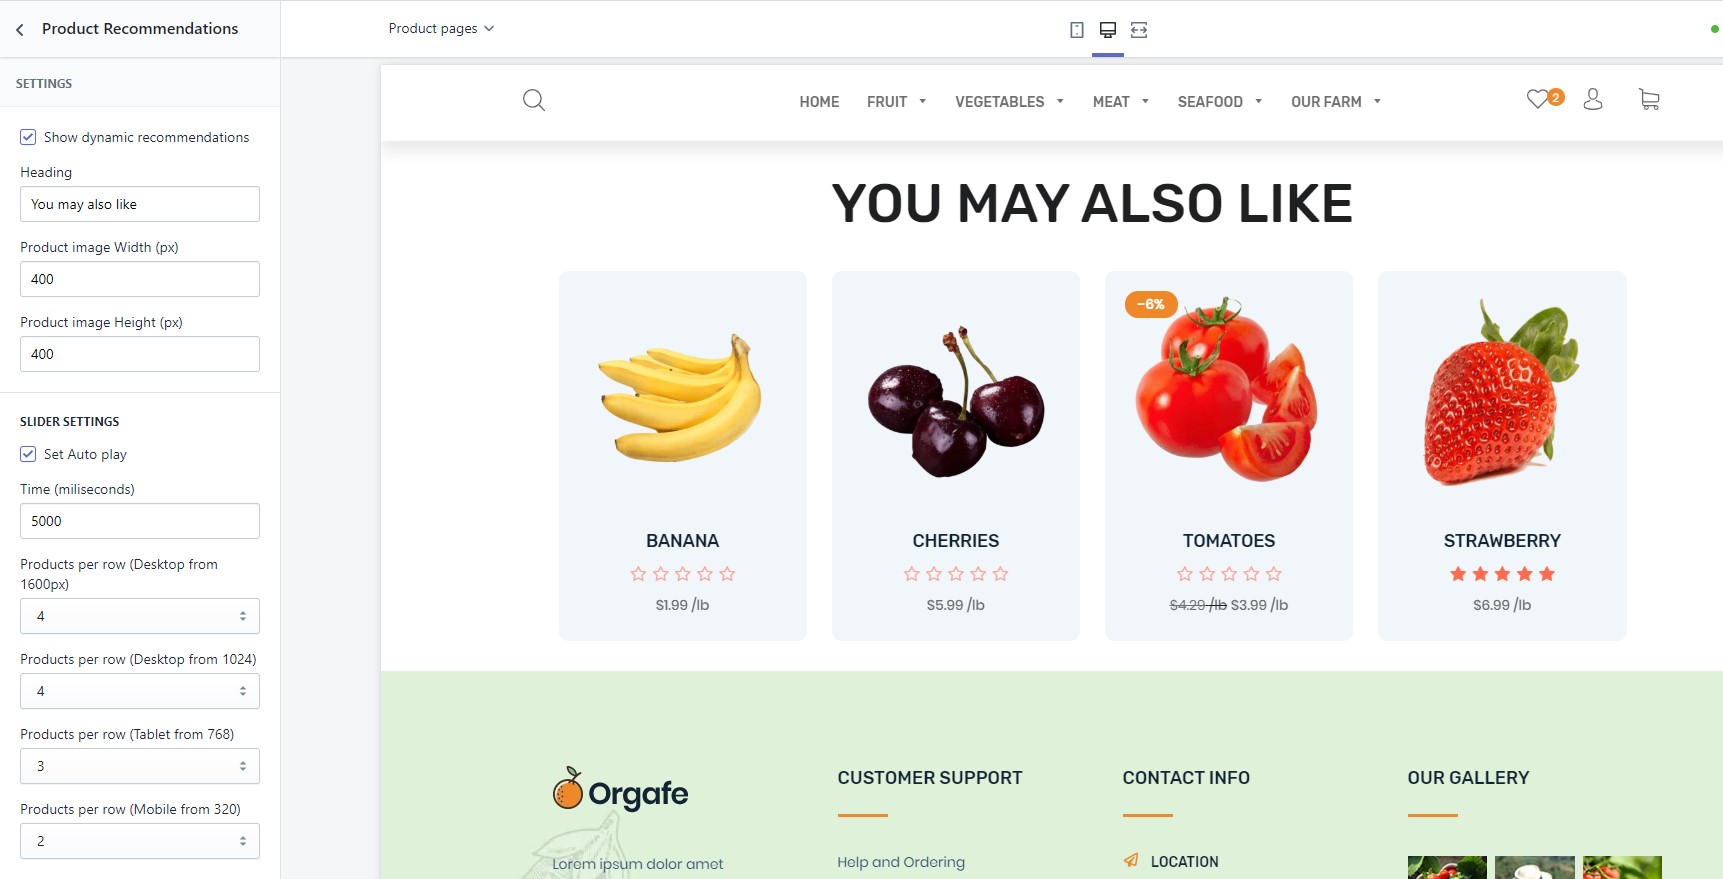 Product Recommendations
Product pages
SETTINGS
Show dynamic recommendations
Heading
You may also like
Product image Width (px)
400
Product image Height (px)
400
SLIDER SETTINGS
Set Auto play
Time (miliseconds)
5000
Products per row (Desktop from
1600px)
4
Products per row (Desktop from 1024)
4
Products per row (Tablet from 768)
3
Products per row (Mobile from 320)
2
HOME FRUIT VEGETABLES MEAT SEAFOOD OUR FARM 2
YOU MAY ALSO LIKE
-6%
BANANA
$1.99 /lb
CHERRIES
$5.99 /lb
TOMATOES
$4.29 /lb $3.99 /lb
STRAWBERRY
$6.99 /lb
Orgafe
Lorem ipsum dolor amet
CUSTOMER SUPPORT
Help and Ordering
CONTACT INFO
LOCATION
OUR GALLERY